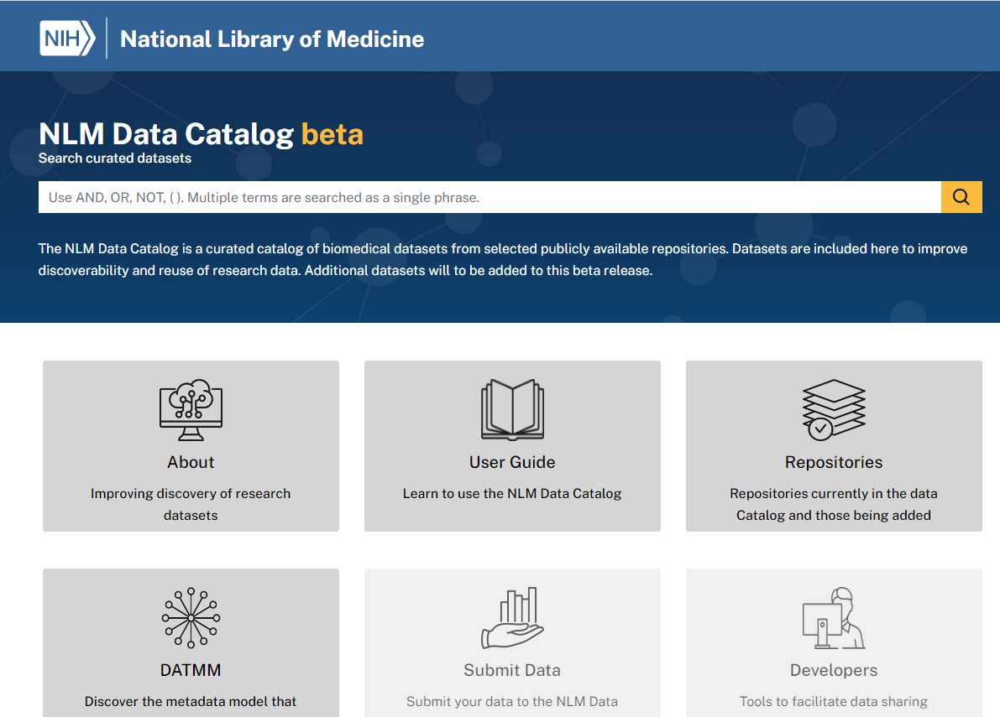 NIH National Library of Medicine
NLM Data Catalog beta
Search curated datasets
Use AND, OR, NOT, ( ). Multiple terms are searched as a single phrase.
The NLM Data Catalog is a curated catalog of biomedical datasets from selected publicly available repositories. Datasets are included here to improve
discoverability and reuse of research data. Additional datasets will to be added to this beta release.
About
Improving discovery of research
datasets
User Guide
Learn to use the NLM Data Catalog
Repositories
Repositories currently in the data
Catalog and those being added
DATMM
Discover the metadata model that
Submit Data
Submit your data to the NLM Data
Developers
Tools to facilitate data sharing